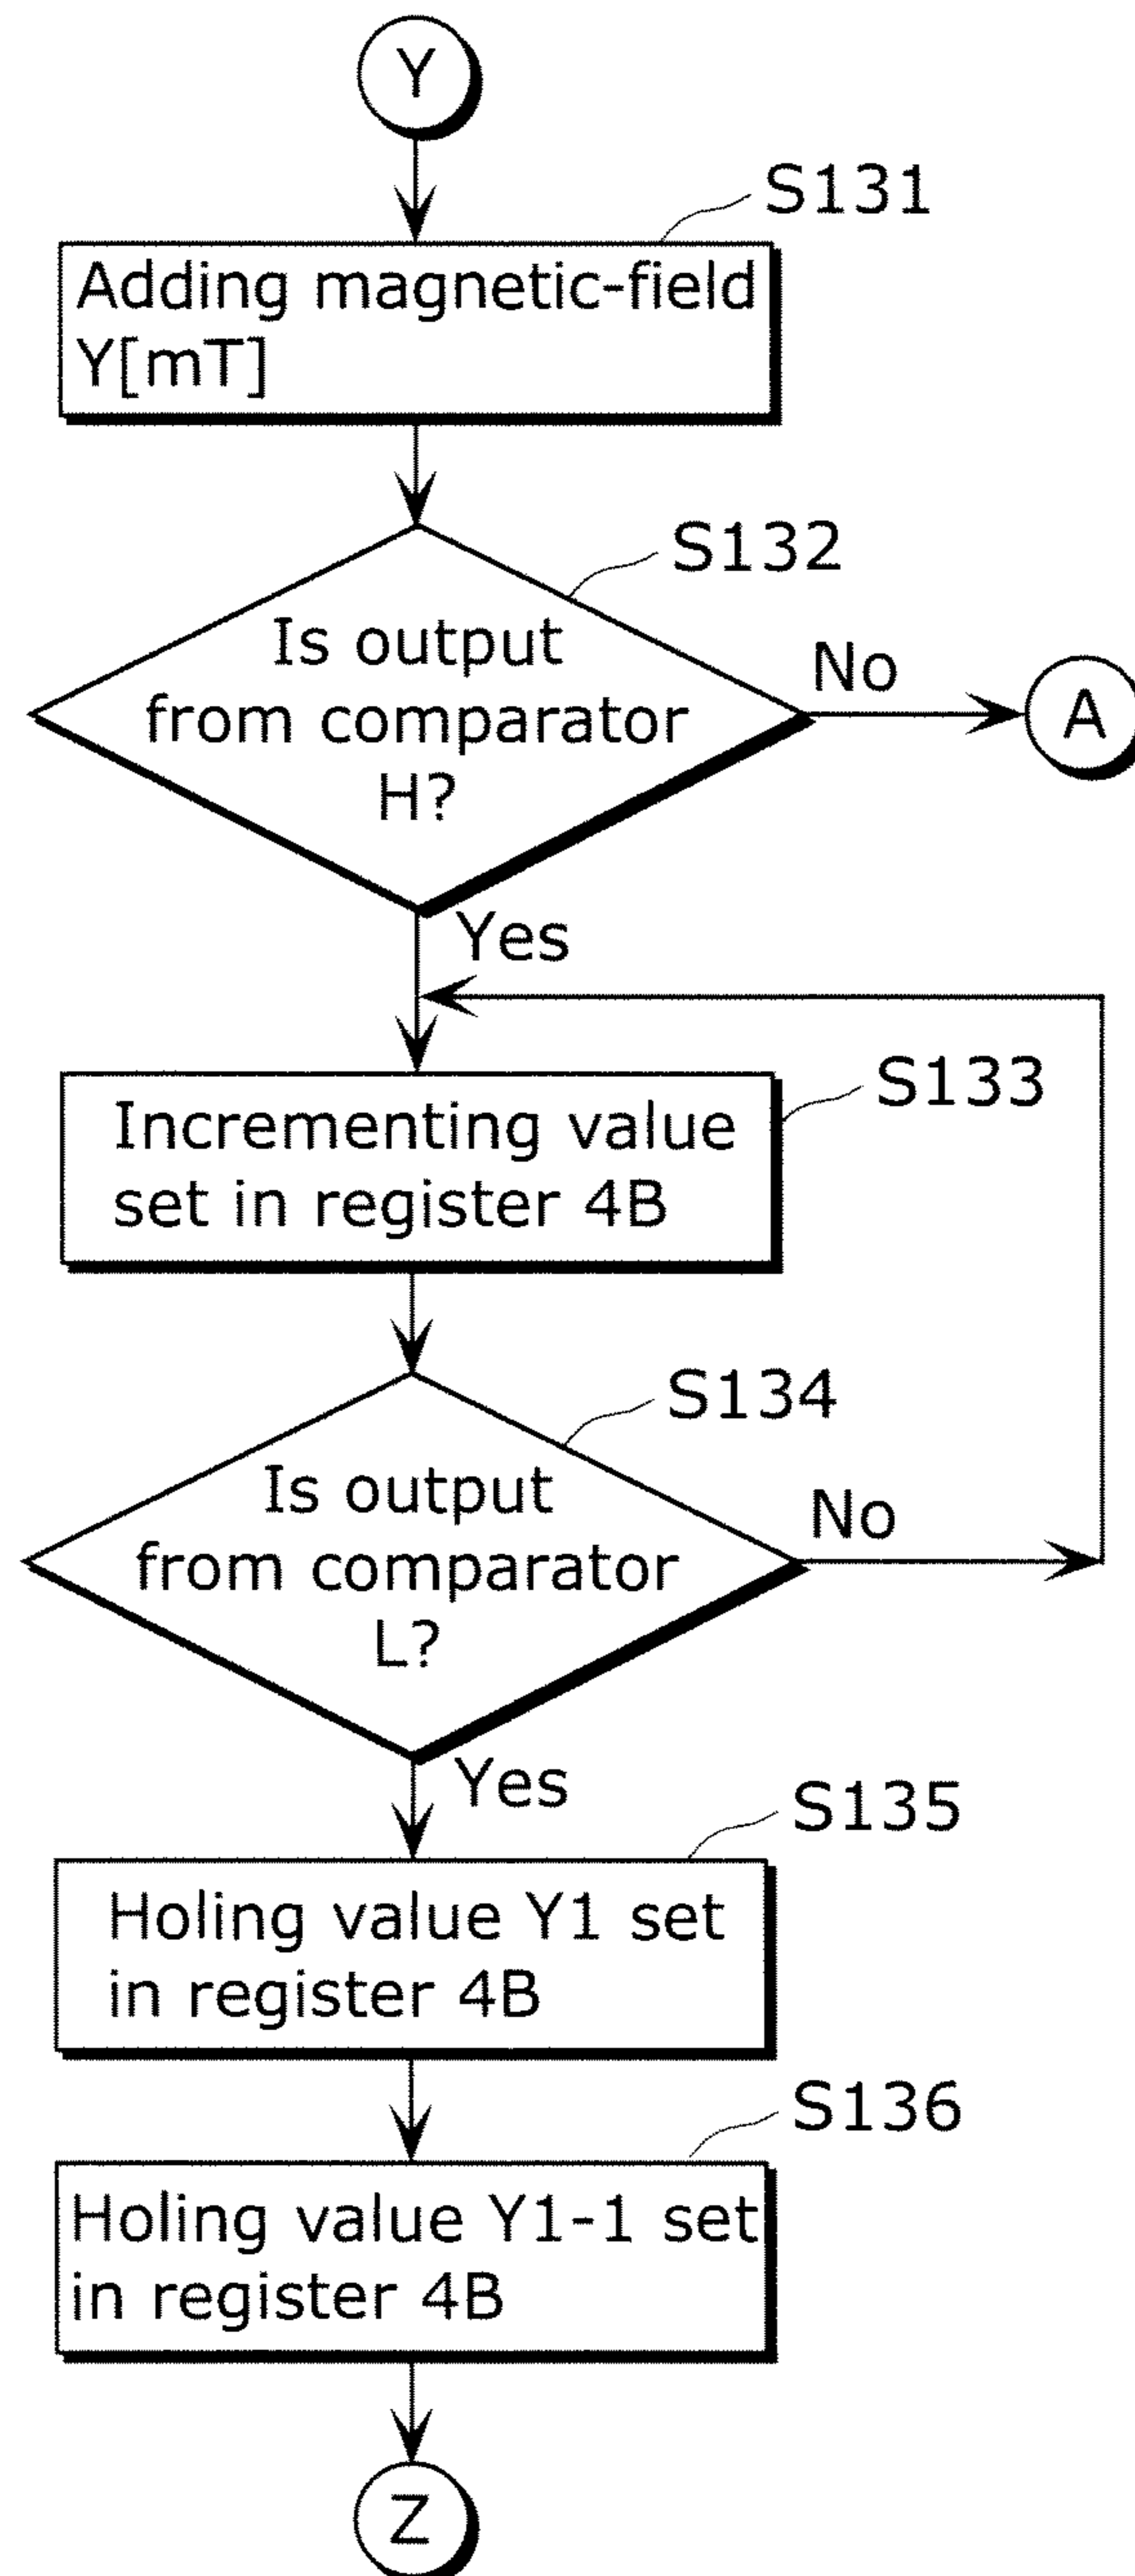 Y
S131
Adding magnetic-field
Y[mT]
S132
Is output
from comparator
H?
No
A
Yes
S133
Incrementing value
set in register 4B
S134
Is output
from comparator
L?
No
Yes
S135
Holing value Y1 set
in register 4B
S136
Holing value Y1-1 set
in register 4B
Z